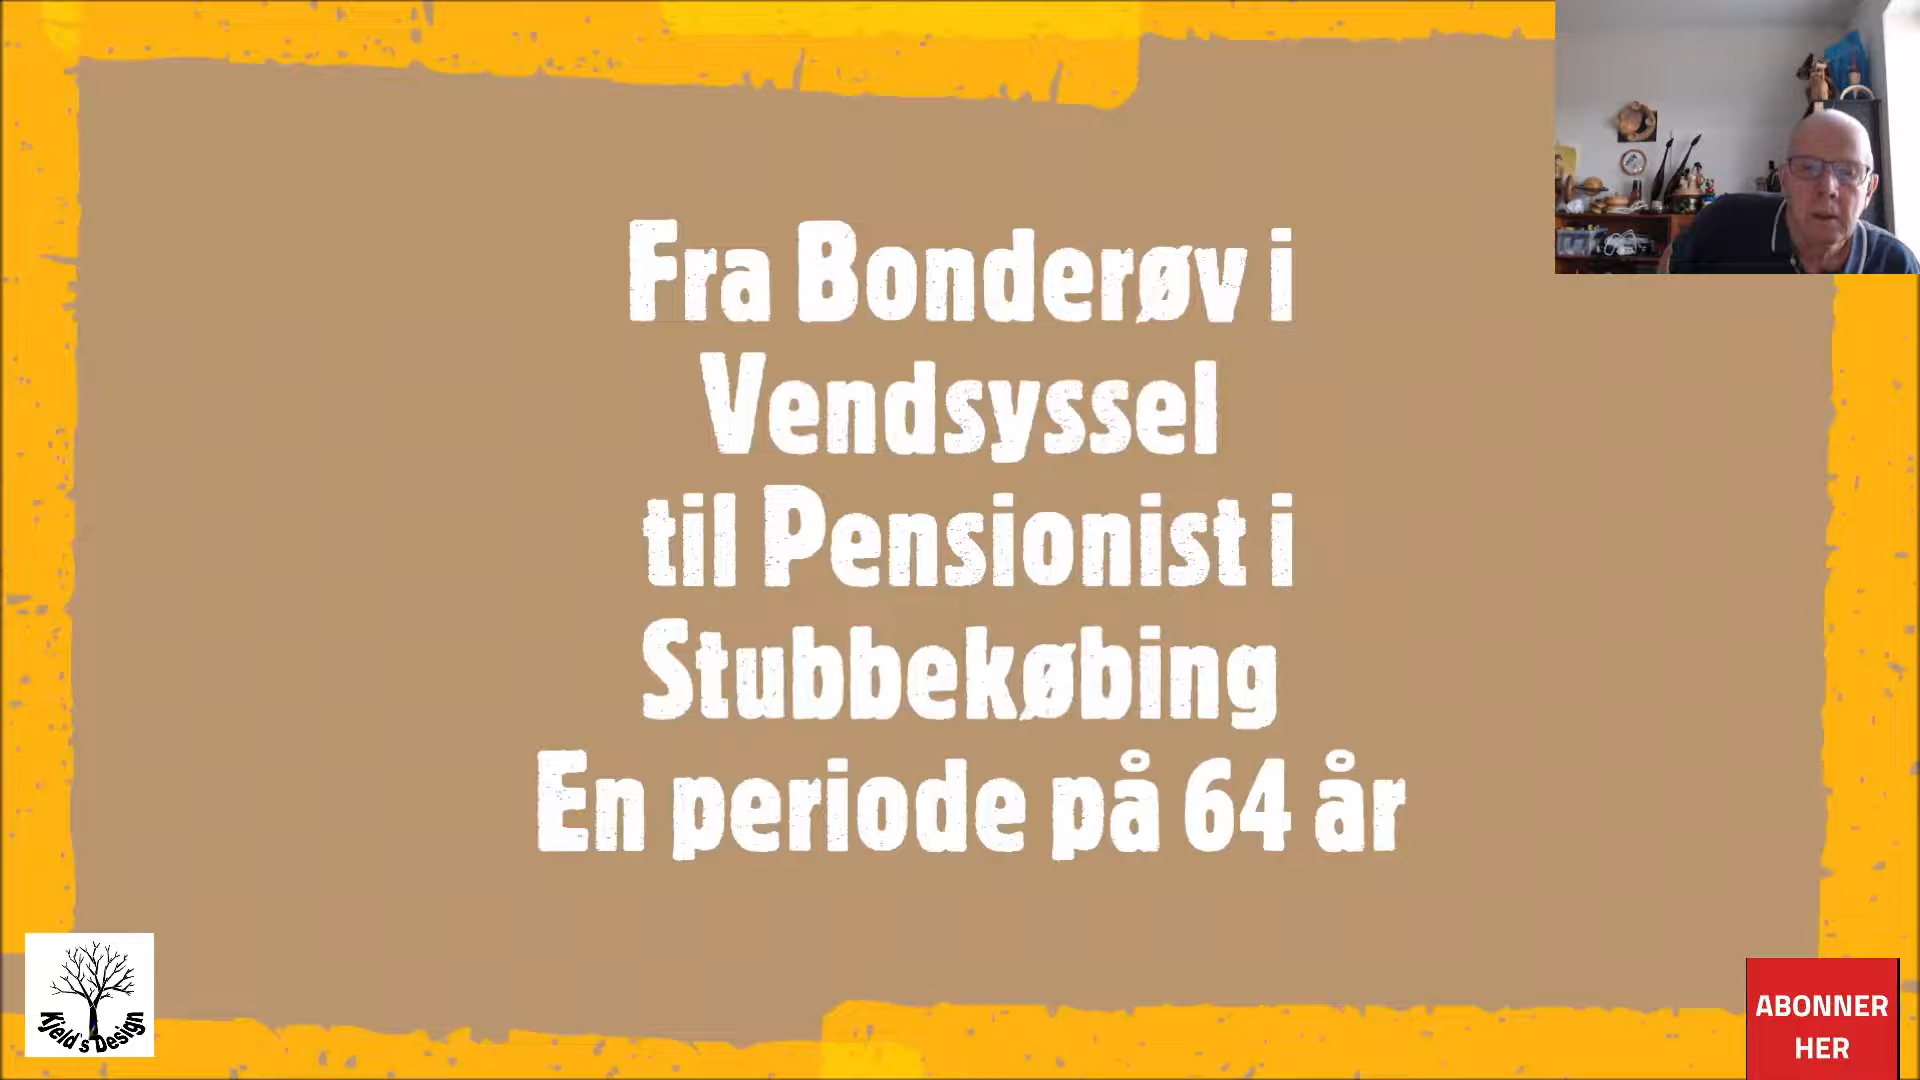 Fra Bonderøv i
Vendsyssel
til Pensionist i
Stubbekøbing
En periode på 64 år
Kjeld's Design
ABONNER
HER